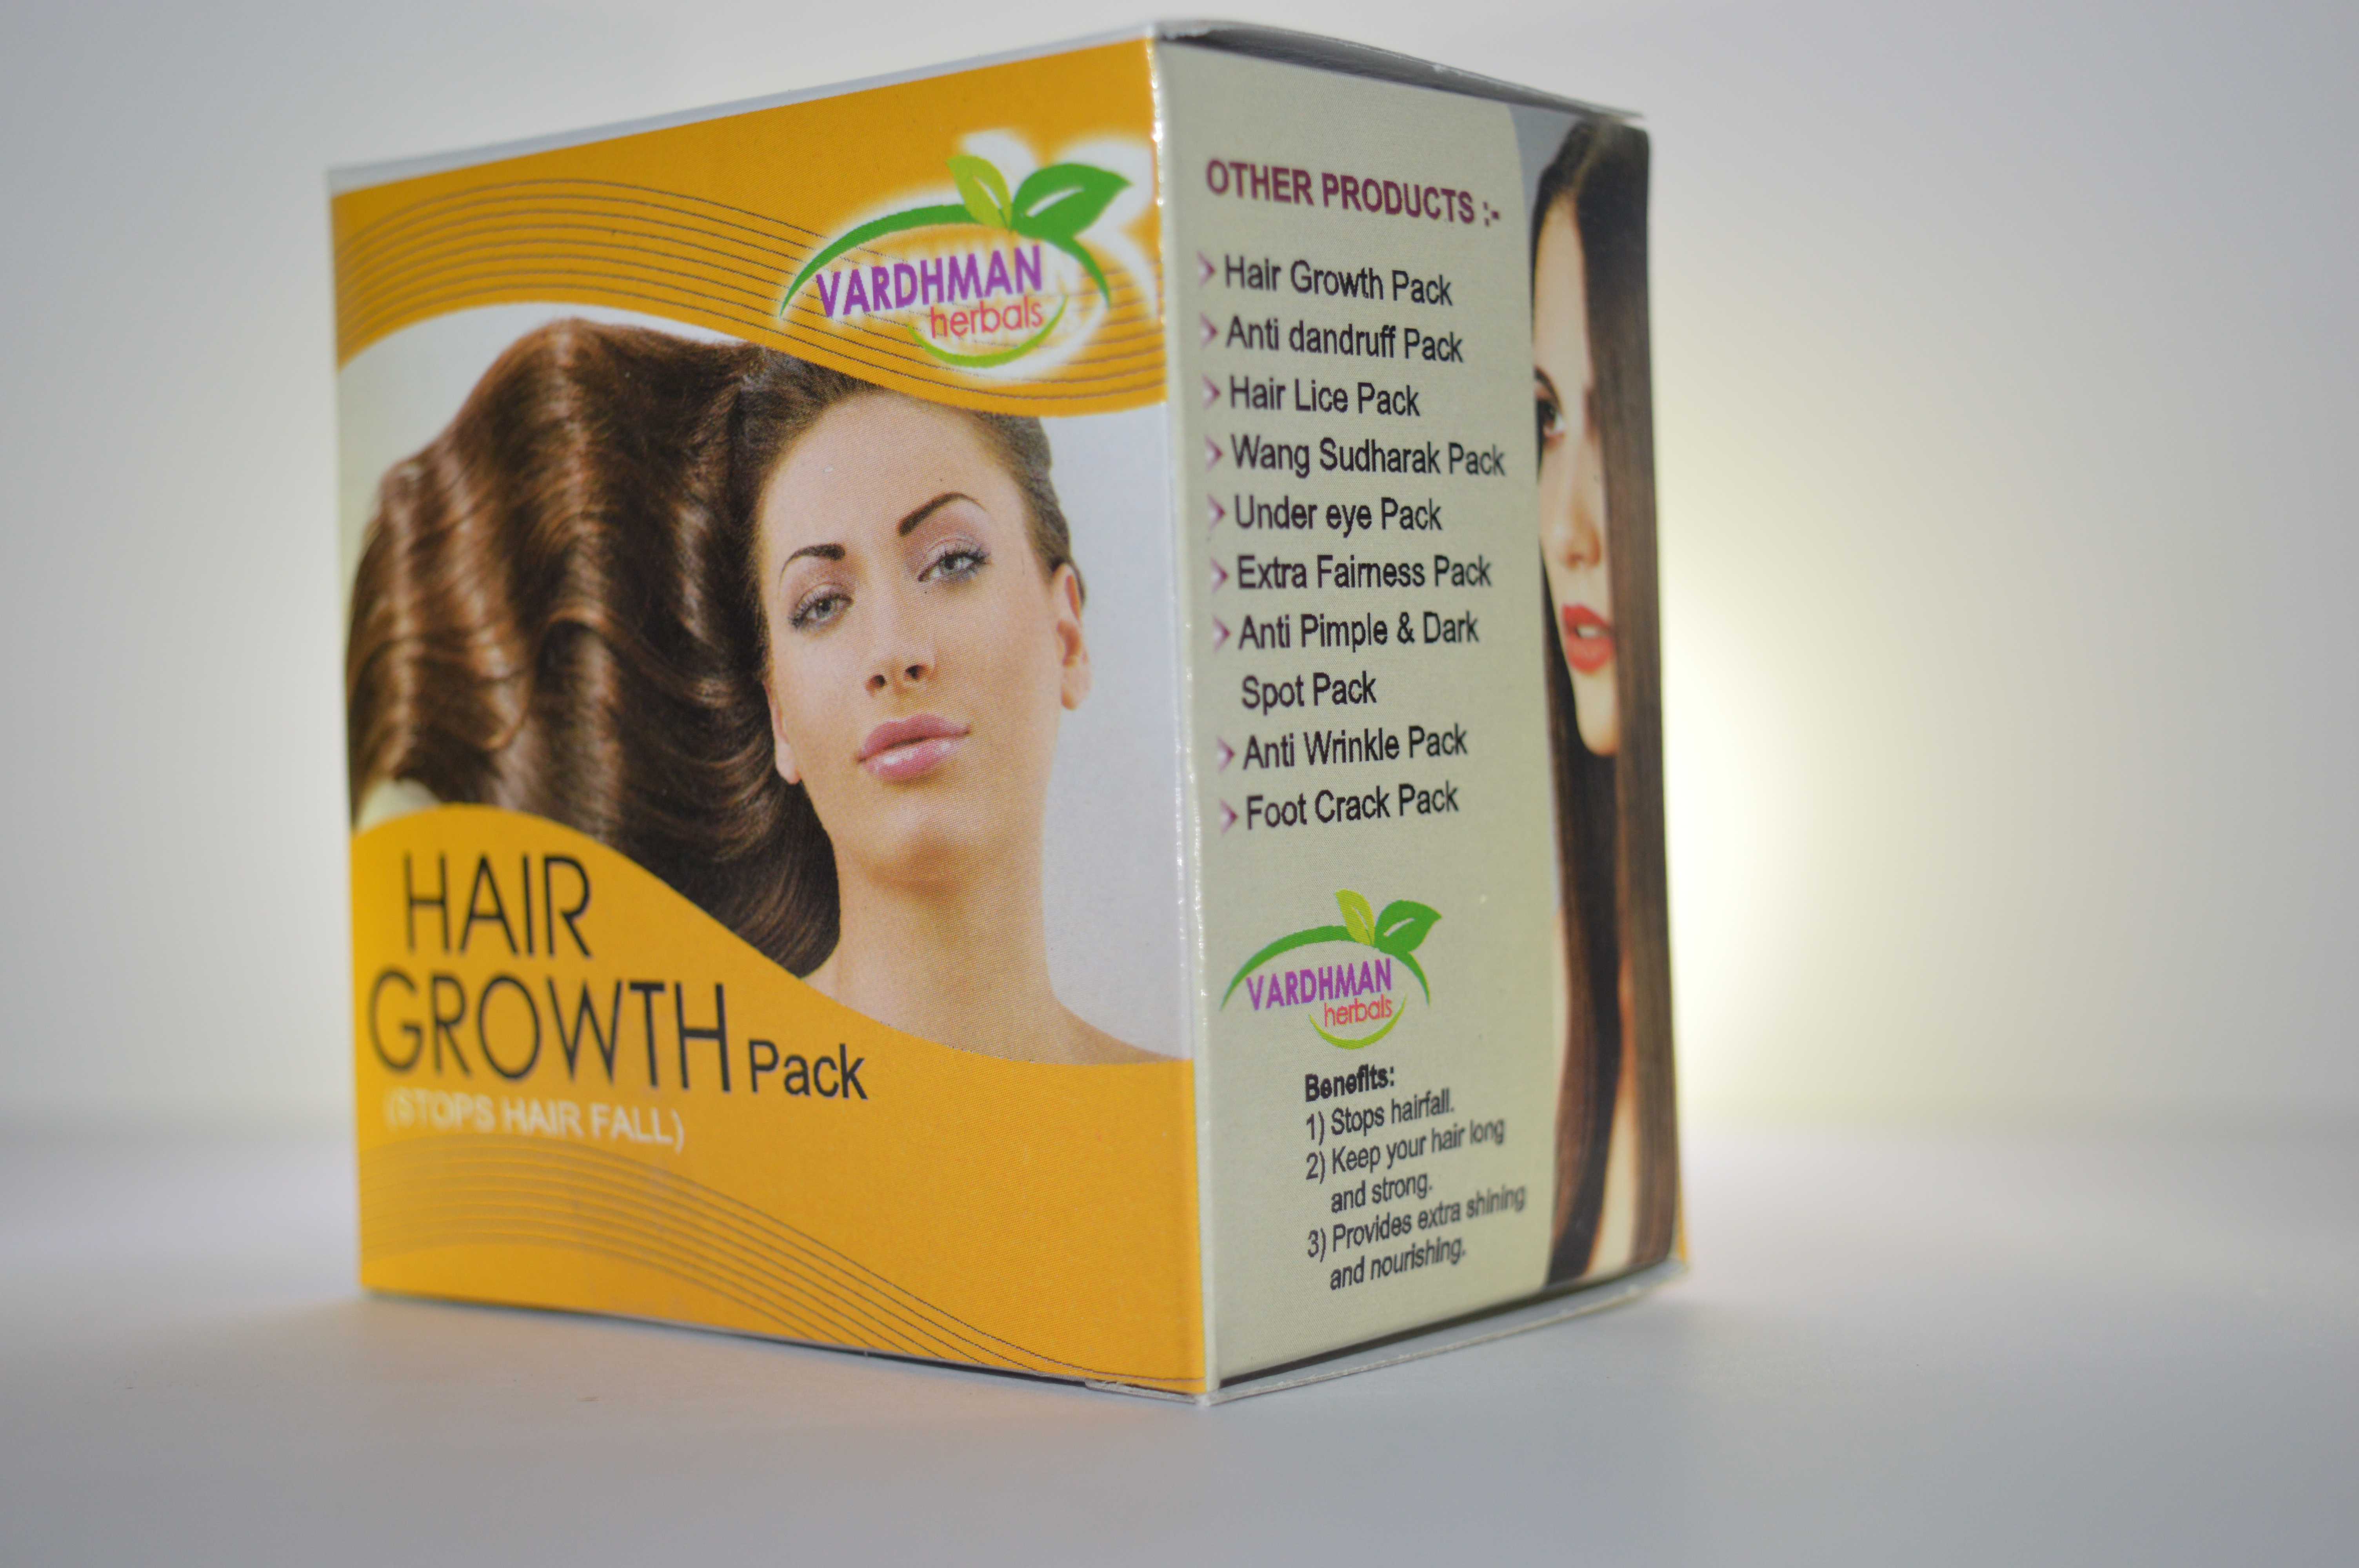 VARDHMAN
herbals
HAIR
GROWTH Pack
(STOPS HAIR FALL)
OTHER PRODUCTS :-
Hair Growth Pack
Anti dandruff Pack
Hair Lice Pack
Wang Sudharak Pack
Under eye Pack
Extra Fairness Pack
Anti Pimple & Dark
Spot Pack
Anti Wrinkle Pack
Foot Crack Pack
VARDHMAN
herbals
Benefits:
1) Stops hairfall.
2) Keep your hair long
and strong.
3) Provides extra shining
and nourishing.